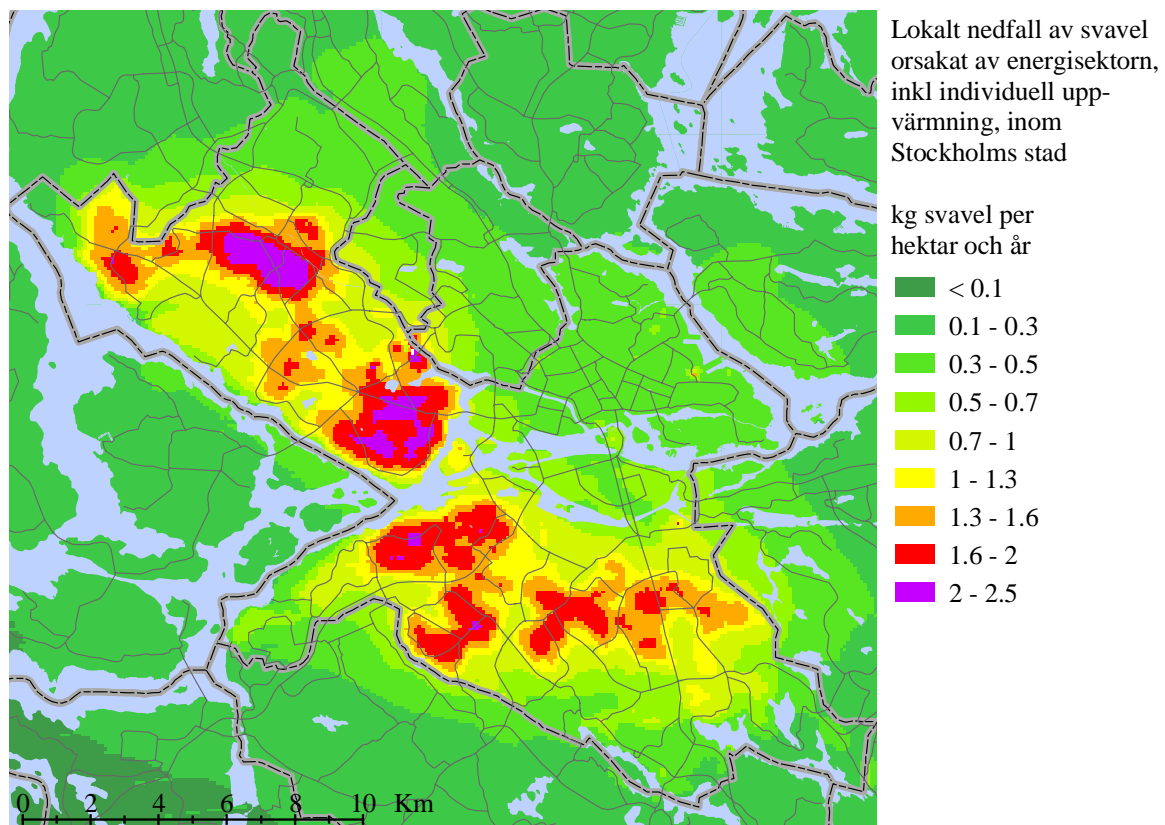 Lokalt nedfall av svavel
orsakat av energisektorn,
inkl individuell upp-
värmning, inom
Stockholms stad
kg svavel per
hektar och år
< 0.1
0.1 - 0.3
0.3 - 0.5
0.5 - 0.7
0.7 - 1
1 - 1.3
1.3 - 1.6
1.6 - 2
2 - 2.5
0 2 4 6 8 10 Km